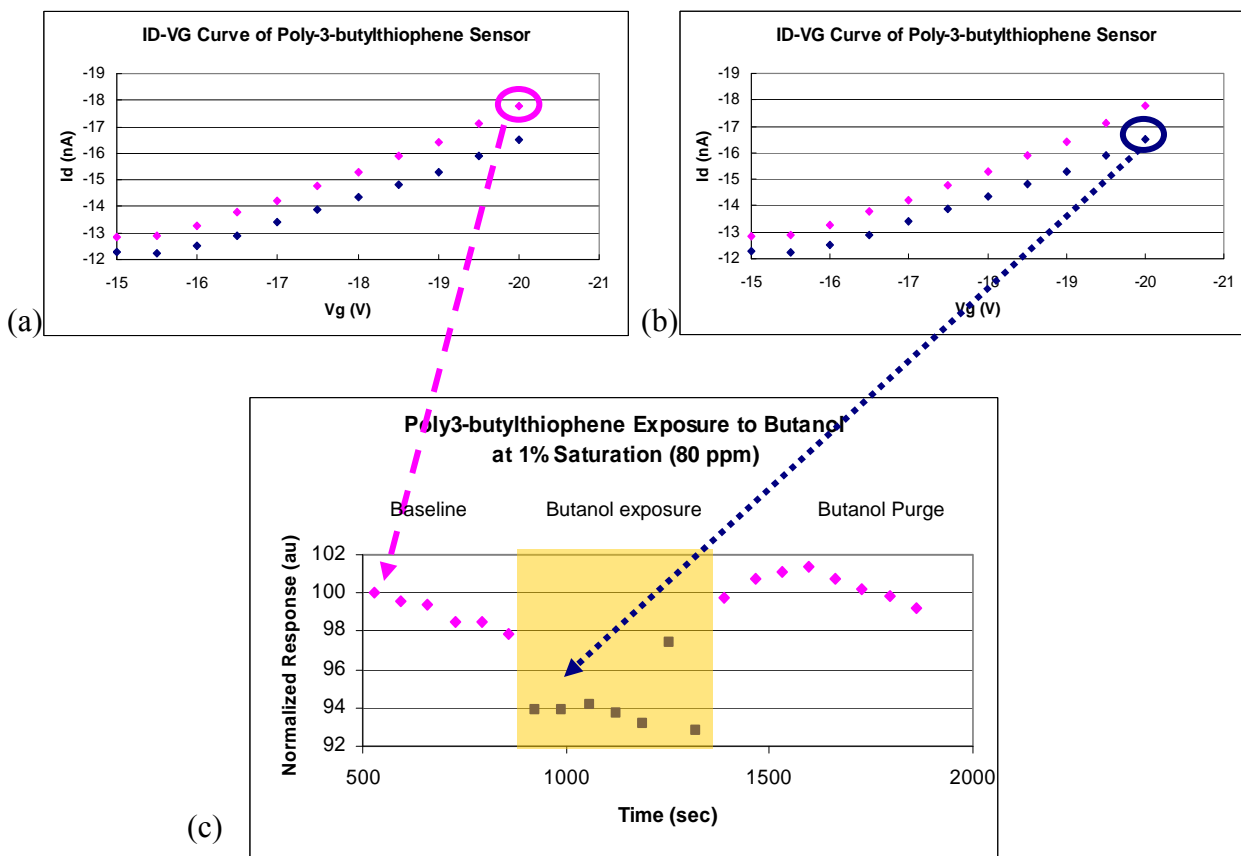 ID-VG Curve of Poly-3-butylthiophene Sensor
-19
-18
-17
-16
-15
-14
-13
-12
Id (nA)
-15 -16 -17 -18 -19 -20 -21
Vg (V)
(a)
ID-VG Curve of Poly-3-butylthiophene Sensor
-19
-18
-17
-16
-15
-14
-13
-12
Id (nA)
-15 -16 -17 -18 -19 -20 -21
Vg (V)
(b)
Poly3-butylthiophene Exposure to Butanol
at 1% Saturation (80 ppm)
Baseline Butanol exposure Butanol Purge
102
100
98
96
94
92
Normalized Response (au)
500 1000 1500 2000
Time (sec)
(c)